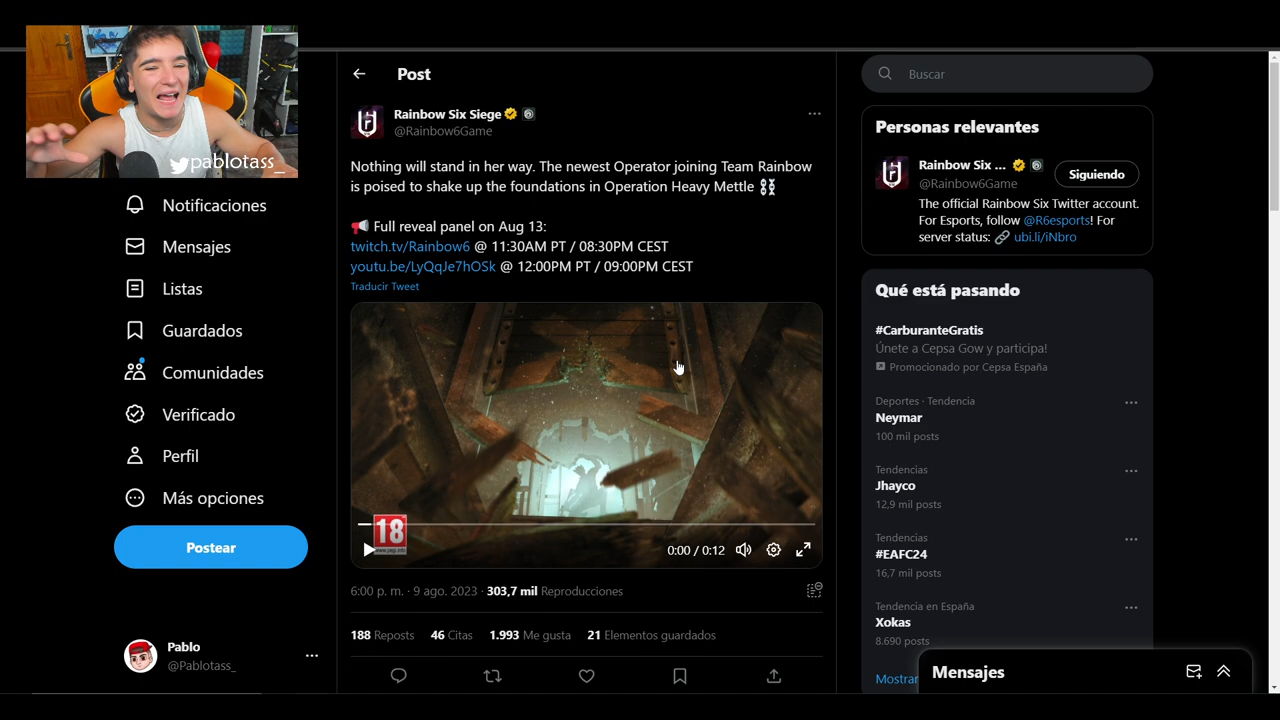 pablotass_
Notificaciones
Mensajes
Listas
Guardados
Comunidades
Verificado
Perfil
Más opciones
Postear
Pablo
@Pablotass_
Post
Rainbow Six Siege
@Rainbow6Game
Nothing will stand in her way. The newest Operator joining Team Rainbow
is poised to shake up the foundations in Operation Heavy Mettle
Full reveal panel on Aug 13:
twitch.tv/Rainbow6 @ 11:30AM PT / 08:30PM CEST
youtu.be/LyQqJe7hOSk @ 12:00PM PT / 09:00PM CEST
Traducir Tweet
18
www.pegi.info
0:00 / 0:12
6:00 p. m. · 9 ago. 2023 · 303,7 mil Reproducciones
188 Reposts 46 Citas 1.993 Me gusta 21 Elementos guardados
Buscar
Personas relevantes
Rainbow Six ...
@Rainbow6Game
Siguiendo
The official Rainbow Six Twitter account.
For Esports, follow @R6esports! For
server status: 🔗 ubi.li/iNbro
Qué está pasando
#CarburanteGratis
Únete a Cepsa Gow y participa!
Promocionado por Cepsa España
Deportes · Tendencia
Neymar
100 mil posts
Tendencias
Jhayco
12,9 mil posts
Tendencias
#EAFC24
16,7 mil posts
Tendencia en España
Xokas
8.690 posts
Mostrar
Mensajes